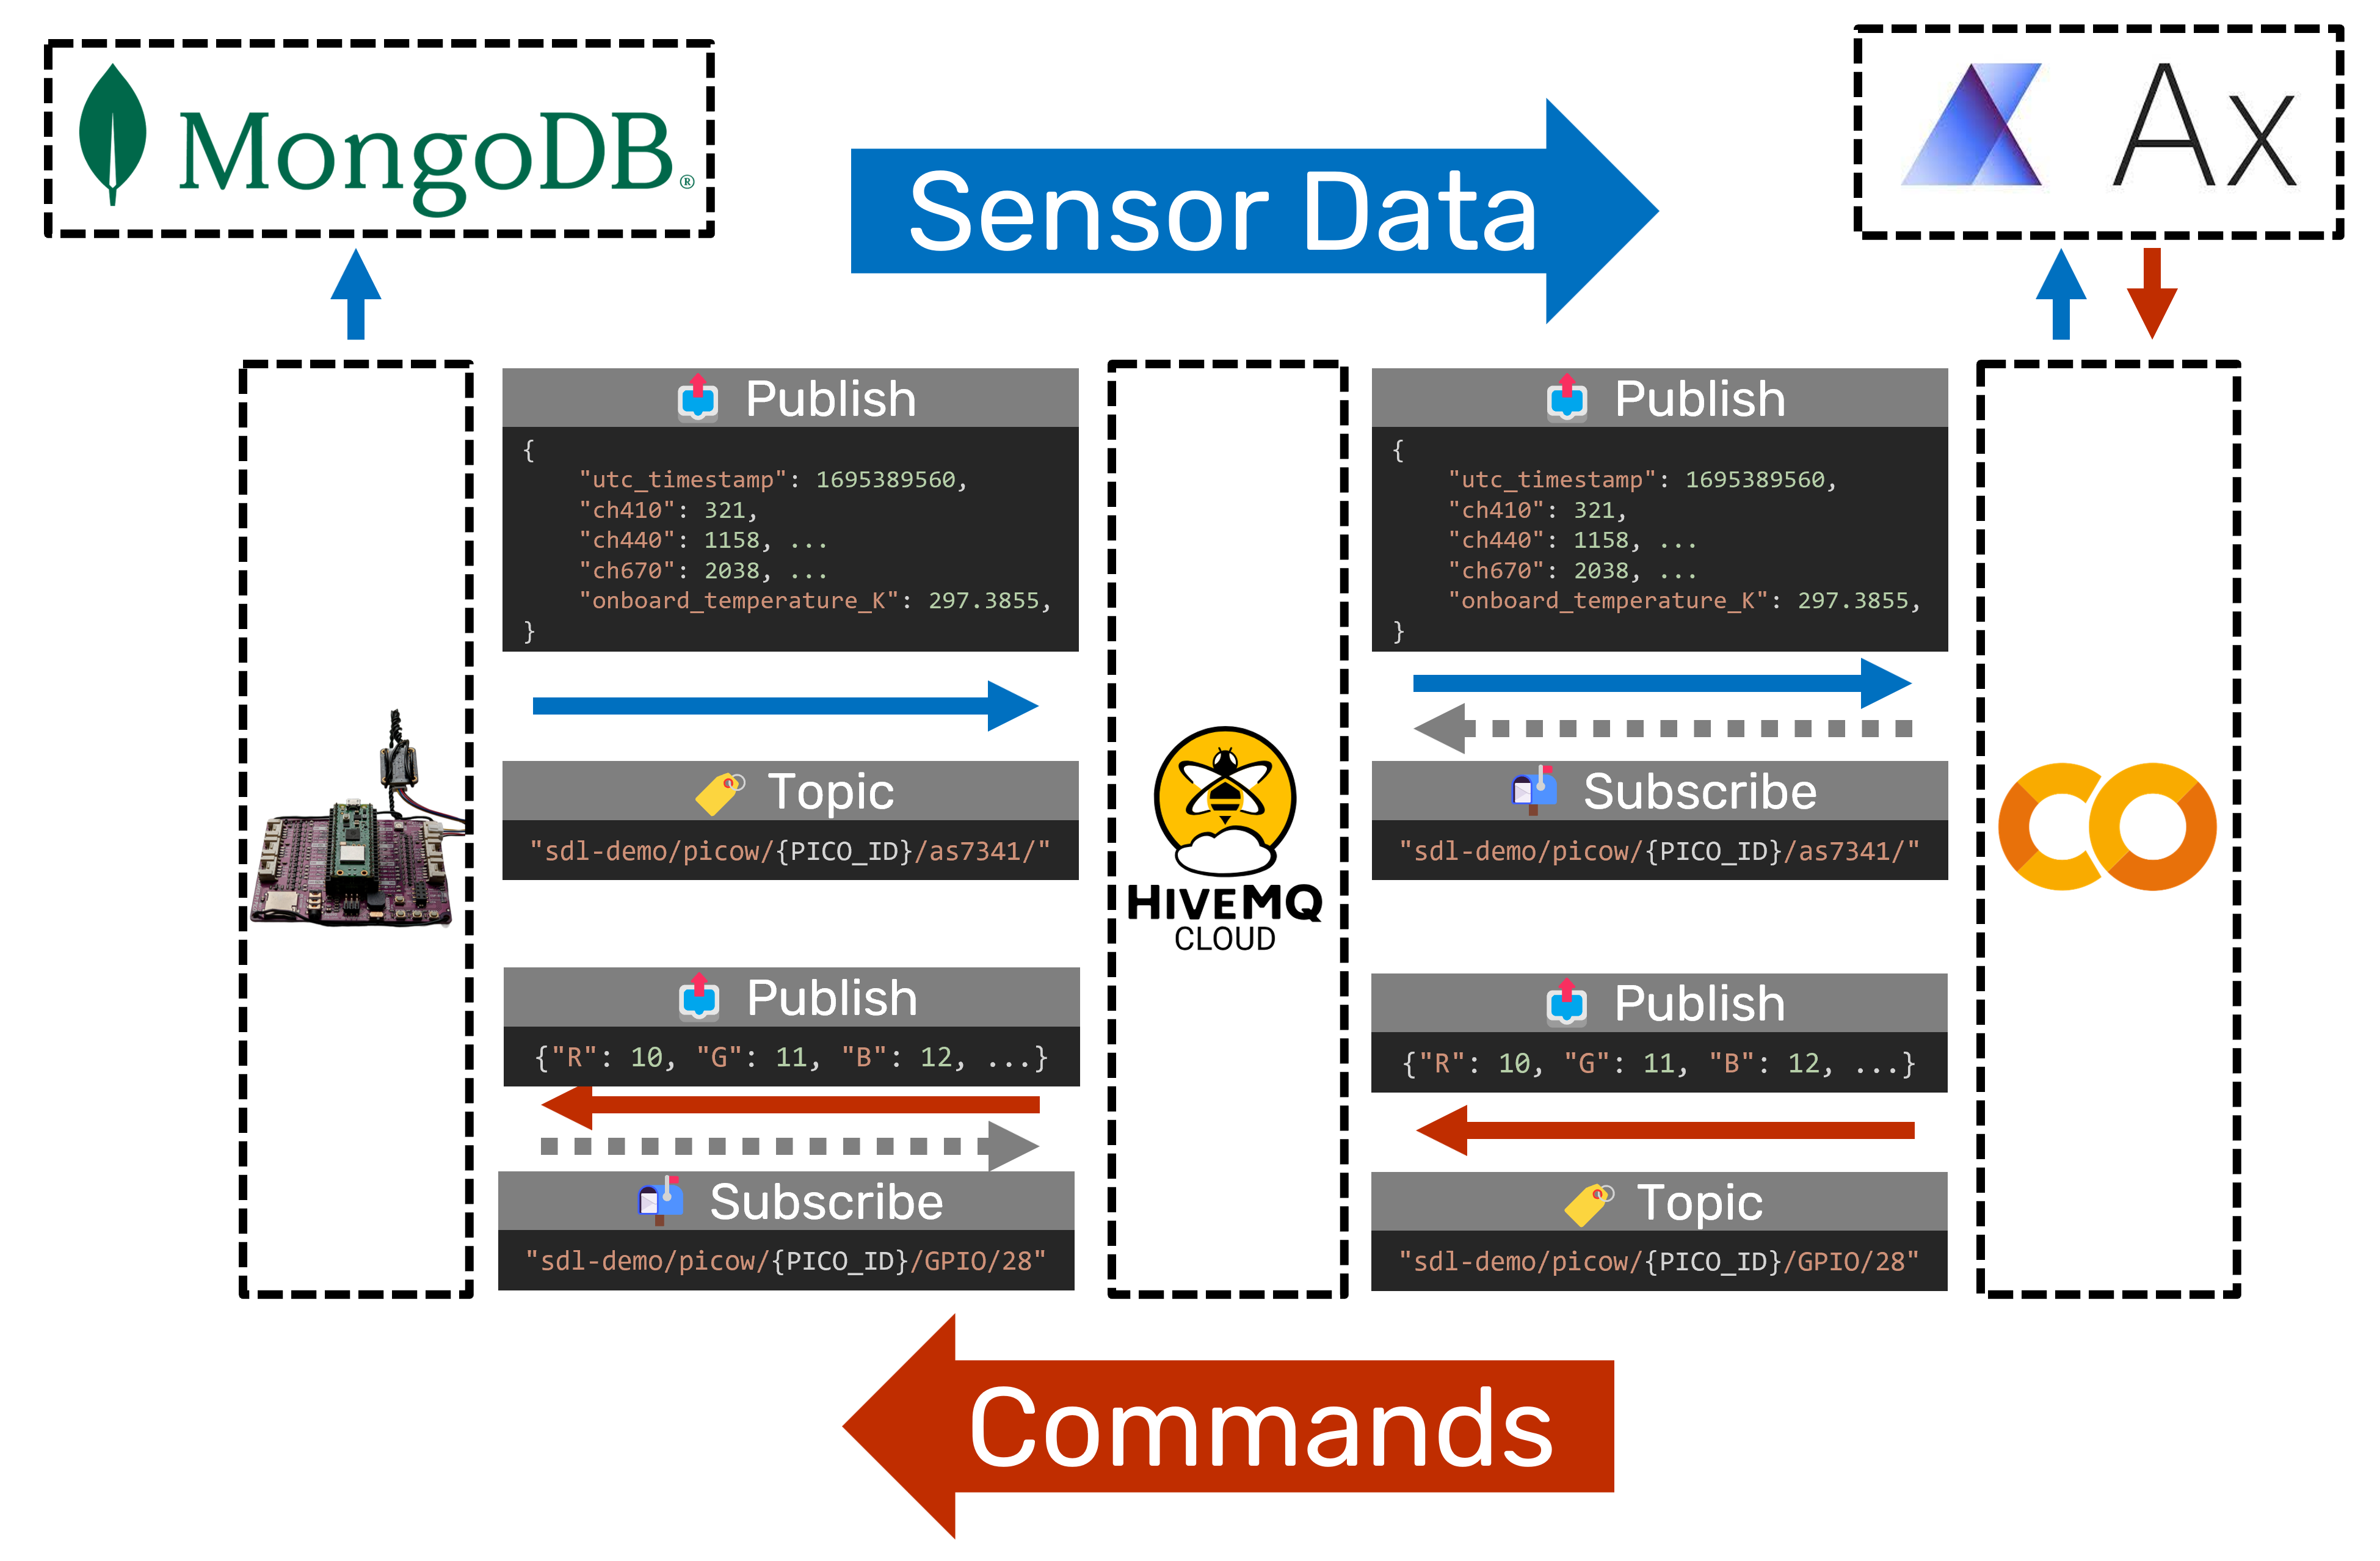 MongoDB®
Sensor Data
Ax
Publish
{
"utc_timestamp": 1695389560,
"ch410": 321,
"ch440": 1158, ...
"ch670": 2038, ...
"onboard_temperature_K": 297.3855,
}
Publish
{
"utc_timestamp": 1695389560,
"ch410": 321,
"ch440": 1158, ...
"ch670": 2038, ...
"onboard_temperature_K": 297.3855,
}
Topic
"sdl-demo/picow/{PICO_ID}/as7341/"
HIVEMQ
CLOUD
Subscribe
"sdl-demo/picow/{PICO_ID}/as7341/"
Publish
{"R": 10, "G": 11, "B": 12, ...}
Publish
{"R": 10, "G": 11, "B": 12, ...}
Subscribe
"sdl-demo/picow/{PICO_ID}/GPIO/28"
Topic
"sdl-demo/picow/{PICO_ID}/GPIO/28"
Commands